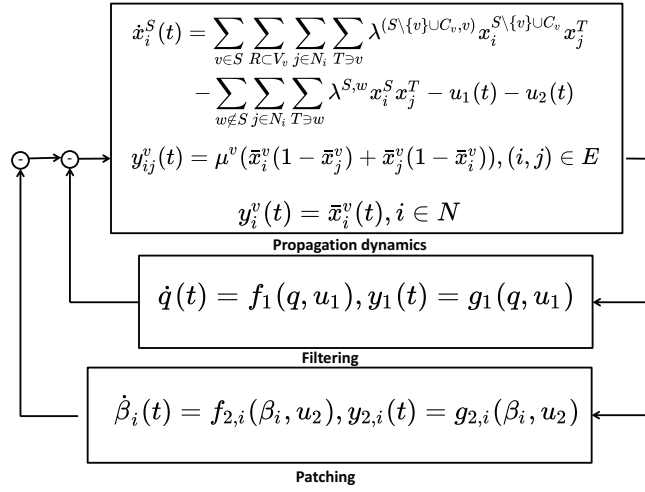 ẋ_i^S(t) = ∑_{v∈S} ∑_{R⊂V_v} ∑_{j∈N_i} ∑_{T∋v} λ^{(S\{v}∪C_v,v)} x_i^{S\{v}∪C_v} x_j^T
− ∑_{w∉S} ∑_{j∈N_i} ∑_{T∋w} λ^{S,w} x_i^S x_j^T − u_1(t) − u_2(t)
y_{ij}^v(t) = μ^v(x̄_i^v(1 − x̄_j^v) + x̄_j^v(1 − x̄_i^v)), (i, j) ∈ E
y_i^v(t) = x̄_i^v(t), i ∈ N
- -
Propagation dynamics
q̇(t) = f_1(q, u_1), y_1(t) = g_1(q, u_1)
Filtering
β̇_i(t) = f_{2,i}(β_i, u_2), y_{2,i}(t) = g_{2,i}(β_i, u_2)
Patching